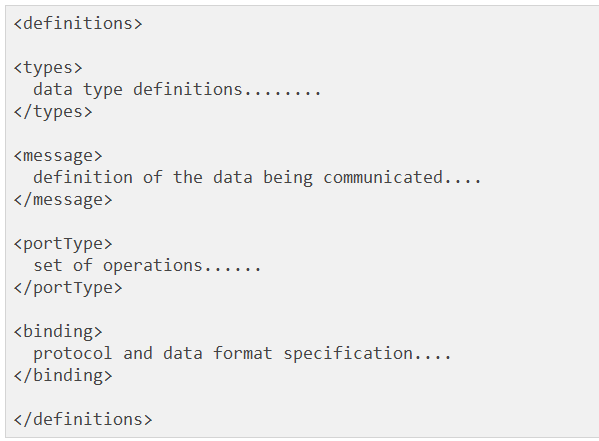 <definitions>
<types>
data type definitions........
</types>
<message>
definition of the data being communicated....
</message>
<portType>
set of operations......
</portType>
<binding>
protocol and data format specification....
</binding>
</definitions>